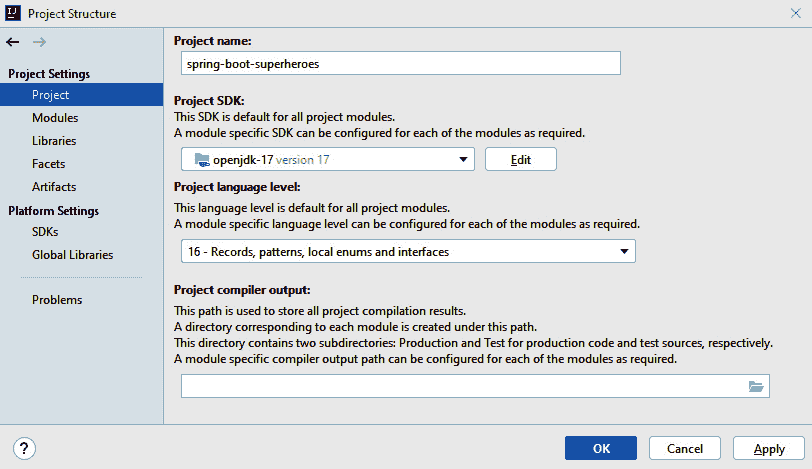 IJ Project Structure
Project name:
spring-boot-superheroes
Project Settings
Project
Modules
Libraries
Facets
Artifacts
Platform Settings
SDKs
Global Libraries
Problems
Project SDK:
This SDK is default for all project modules.
A module specific SDK can be configured for each of the modules as required.
openjdk-17 version 17
Edit
Project language level:
This language level is default for all project modules.
A module specific language level can be configured for each of the modules as required.
16 - Records, patterns, local enums and interfaces
Project compiler output:
This path is used to store all project compilation results.
A directory corresponding to each module is created under this path.
This directory contains two subdirectories: Production and Test for production code and test sources, respectively.
A module specific compiler output path can be configured for each of the modules as required.
?
OK
Cancel
Apply